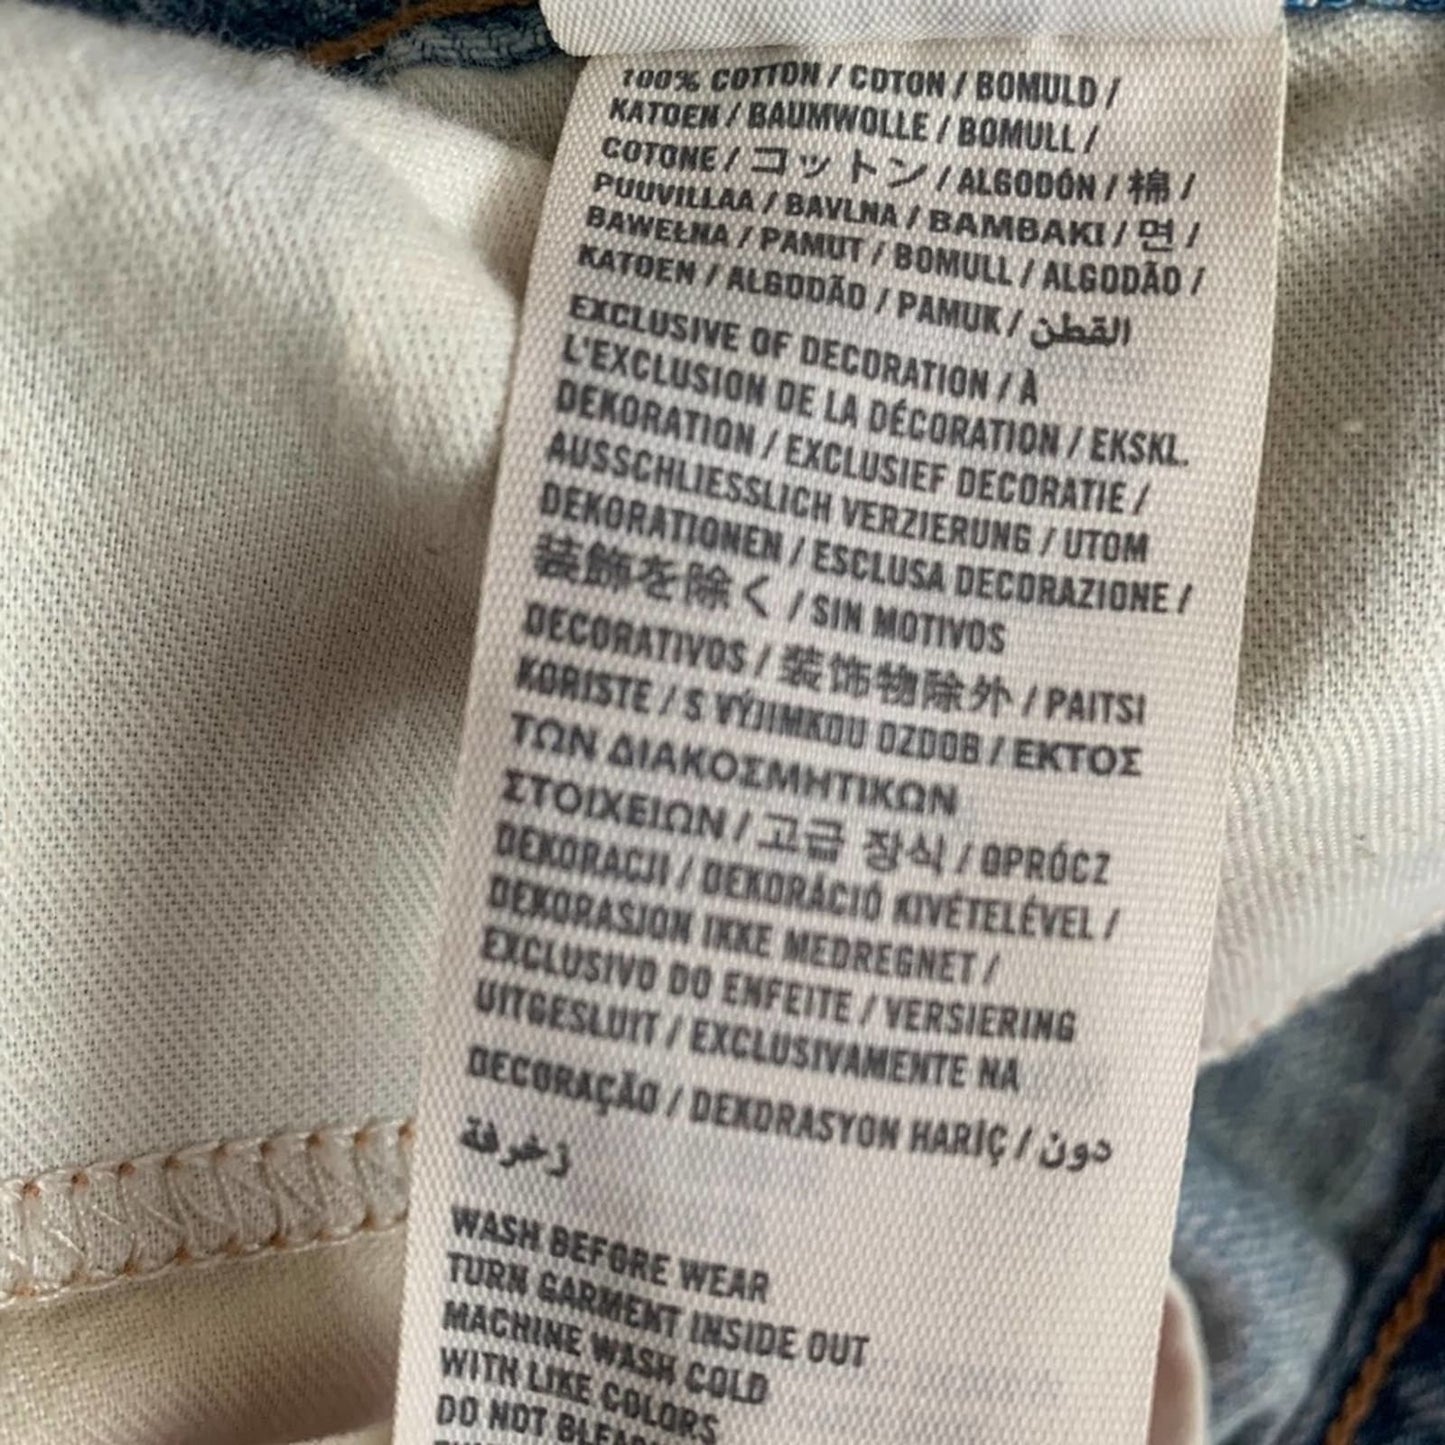 100% COTTON / COTON / BOMULD /
KATOEN / BAUMWOLLE / BOMULL /
COTONE / コットン / ALGODÓN / 棉 /
PUUVILLAA / BAVLNA / BAMBAKI / 면 /
BAWEŁNA / PAMUT / BOMULL / ALGODÃO /
KATOEN / ALGODÃO / PAMUK / القطن
EXCLUSIVE OF DECORATION / À
L'EXCLUSION DE LA DÉCORATION / EKSKL.
DEKORATION / EXCLUSIEF DECORATIE /
AUSSCHLIESSLICH VERZIERUNG / UTOM
DEKORATIONEN / ESCLUSA DECORAZIONE /
装飾を除く / SIN MOTIVOS
DECORATIVOS / 装饰物除外 / PAITSI
KORISTE / S VÝJIMKOU OZDOB / ΕΚΤΟΣ
ΤΩΝ ΔΙΑΚΟΣΜΗΤΙΚΩΝ
ΣΤΟΙΧΕΙΩΝ / 고급 장식 / OPRÓCZ
DEKORACJI / DEKORÁCIÓ KIVÉTELÉVEL /
DEKORASJON IKKE MEDREGNET /
EXCLUSIVO DO ENFEITE / VERSIERING
UITGESLUIT / EXCLUSIVAMENTE NA
DECORAÇÃO / DEKORASYON HARİÇ / دون
زخرفة
WASH BEFORE WEAR
TURN GARMENT INSIDE OUT
MACHINE WASH COLD
WITH LIKE COLORS
DO NOT